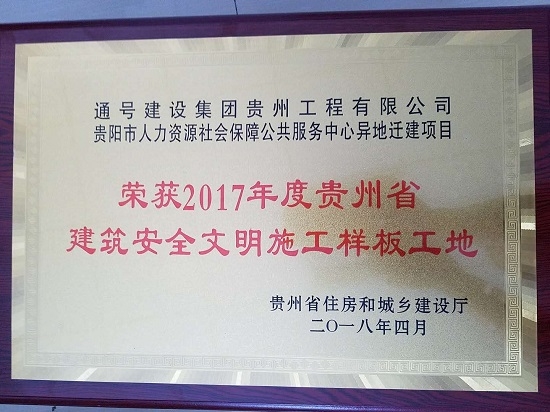 通号建设集团贵州工程有限公司
贵阳市人力资源社会保障公共服务中心异地迁建项目
荣获2017年度贵州省
建筑安全文明施工样板工地
贵州省住房和城乡建设厅
二〇一八年四月